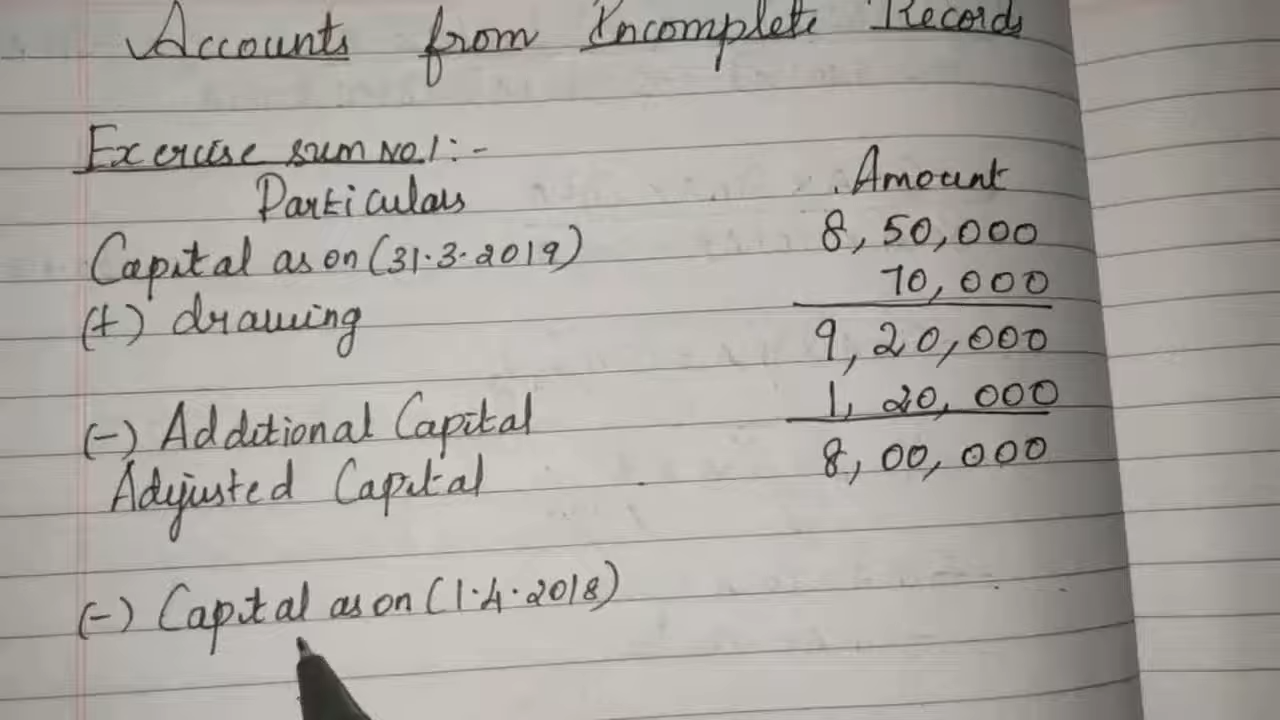 Accounts from Incomplete Records
Exercise sum No.1:-
Particulars Amount
Capital as on (31.3.2019) 8,50,000
(+) drawing 70,000
9,20,000
(-) Additional Capital 1,20,000
Adjusted Capital 8,00,000
(-) Capital as on (1.4.2018)